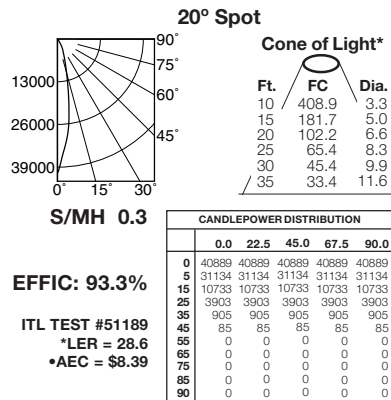 20º Spot
90˚
75˚
60˚
45˚
13000
26000
39000
0˚ 15˚ 30˚
Cone of Light*
Ft. FC Dia.
10 408.9 3.3
15 181.7 5.0
20 102.2 6.6
25 65.4 8.3
30 45.4 9.9
35 33.4 11.6
S/MH 0.3
EFFIC: 93.3%
ITL TEST #51189
*LER = 28.6
•AEC = $8.39
CANDLEPOWER DISTRIBUTION
0.0 22.5 45.0 67.5 90.0
0 40889 40889 40889 40889 40889
5 31134 31134 31134 31134 31134
15 10733 10733 10733 10733 10733
25 3903 3903 3903 3903 3903
35 905 905 905 905 905
45 85 85 85 85 85
55 0 0 0 0 0
65 0 0 0 0 0
75 0 0 0 0 0
85 0 0 0 0 0
90 0 0 0 0 0